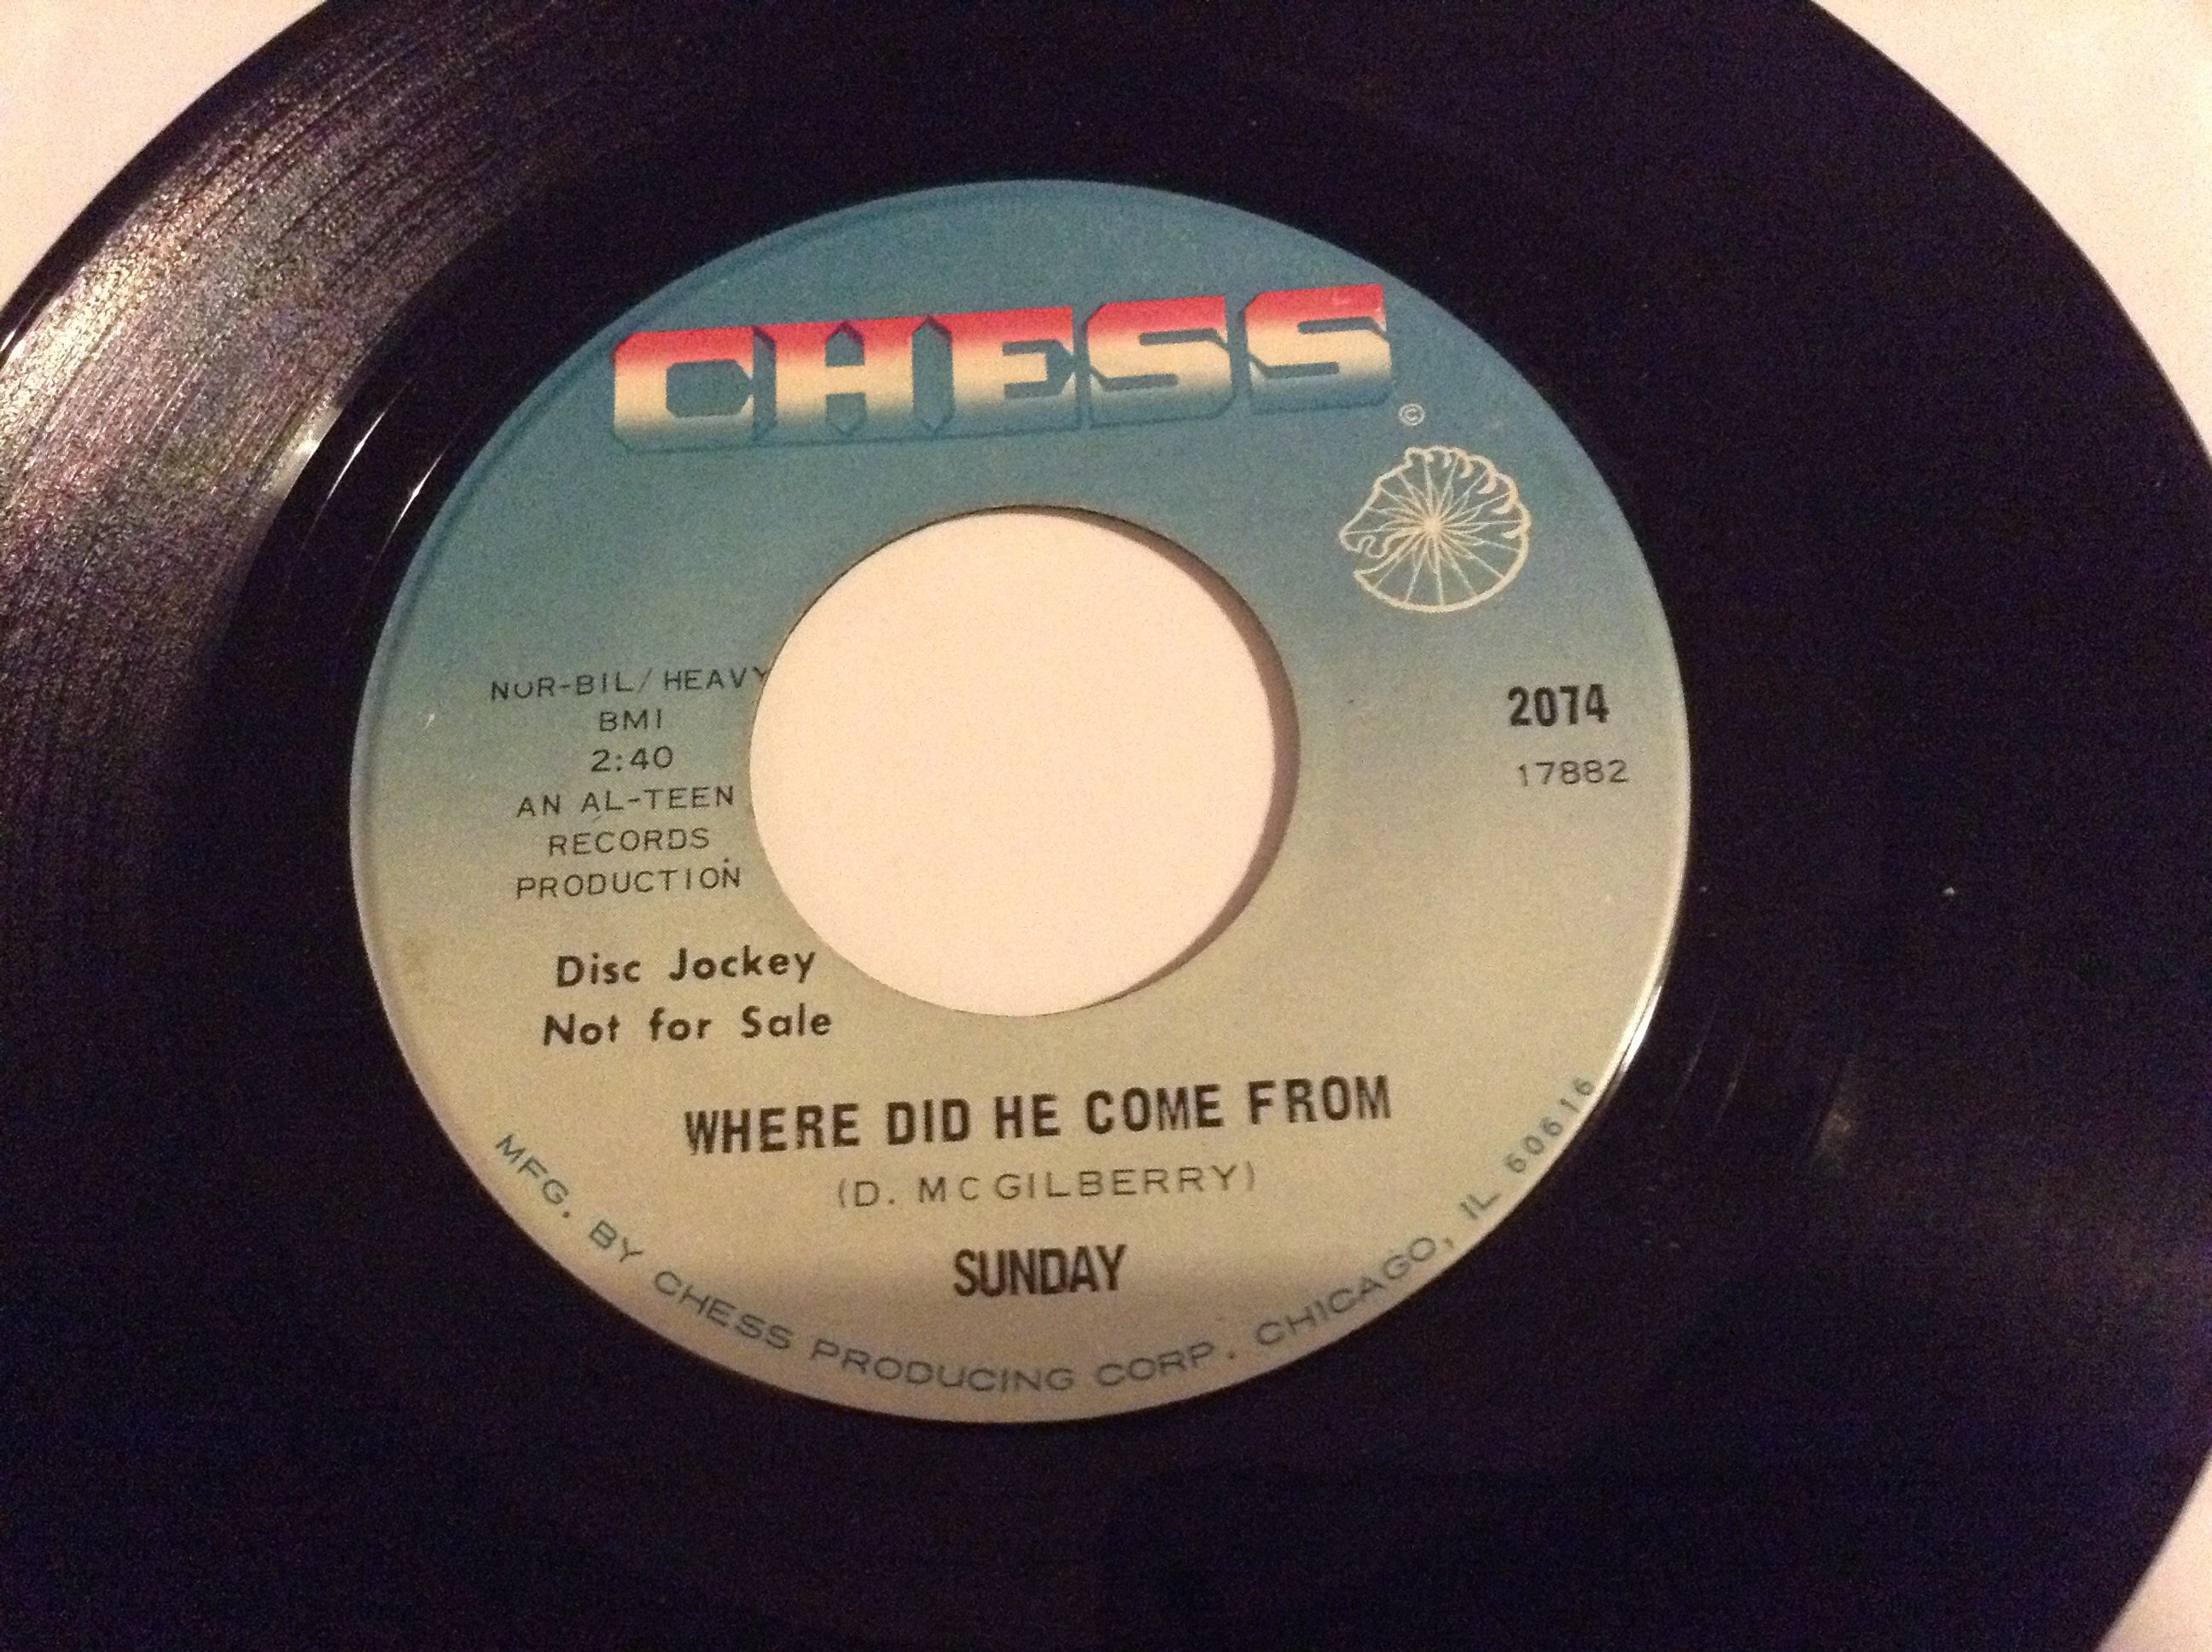 CHESS
©
NOR-BIL/HEAVY
BMI
2:40
AN AL-TEEN
RECORDS
PRODUCTION
2074
17882
Disc Jockey
Not for Sale
WHERE DID HE COME FROM
(D. MCGILBERRY)
SUNDAY
MFG. BY CHESS PRODUCING CORP. CHICAGO, IL 60616